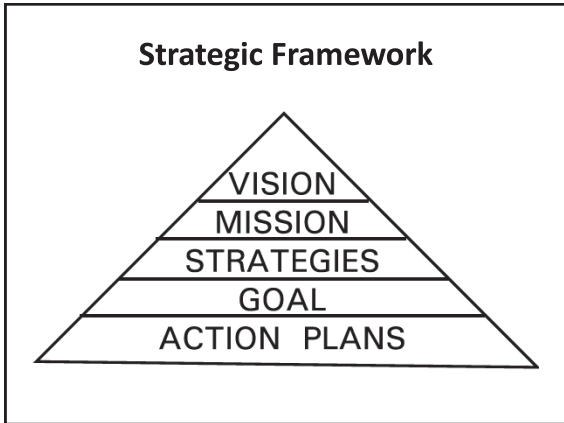 Strategic Framework
VISION
MISSION
STRATEGIES
GOAL
ACTION PLANS